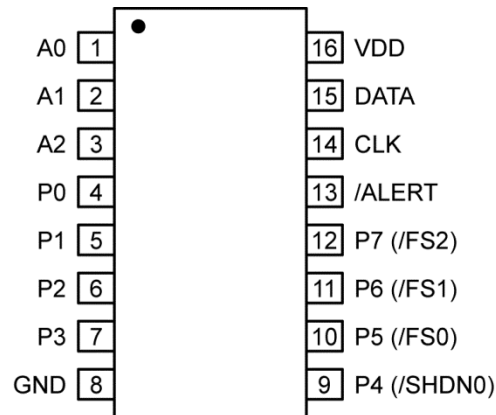 A0 1 16 VDD
A1 2 15 DATA
A2 3 14 CLK
P0 4 13 /ALERT
P1 5 12 P7 (/FS2)
P2 6 11 P6 (/FS1)
P3 7 10 P5 (/FS0)
GND 8 9 P4 (/SHDN0)